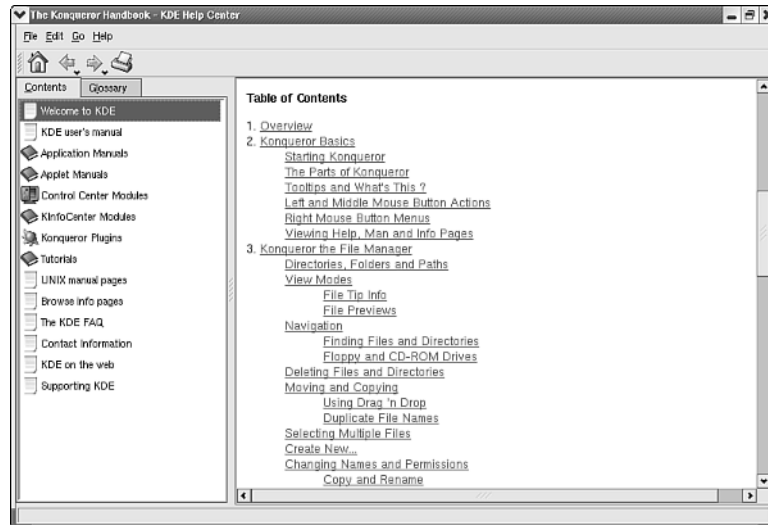 The Konqueror Handbook - KDE Help Center
File Edit Go Help
Contents Glossary
Welcome to KDE
KDE user's manual
Application Manuals
Applet Manuals
Control Center Modules
KInfoCenter Modules
Konqueror Plugins
Tutorials
UNIX manual pages
Browse info pages
The KDE FAQ
Contact Information
KDE on the web
Supporting KDE
Table of Contents
1. Overview
2. Konqueror Basics
Starting Konqueror
The Parts of Konqueror
Tooltips and What's This ?
Left and Middle Mouse Button Actions
Right Mouse Button Menus
Viewing Help, Man and Info Pages
3. Konqueror the File Manager
Directories, Folders and Paths
View Modes
File Tip Info
File Previews
Navigation
Finding Files and Directories
Floppy and CD-ROM Drives
Deleting Files and Directories
Moving and Copying
Using Drag 'n Drop
Duplicate File Names
Selecting Multiple Files
Create New...
Changing Names and Permissions
Copy and Rename